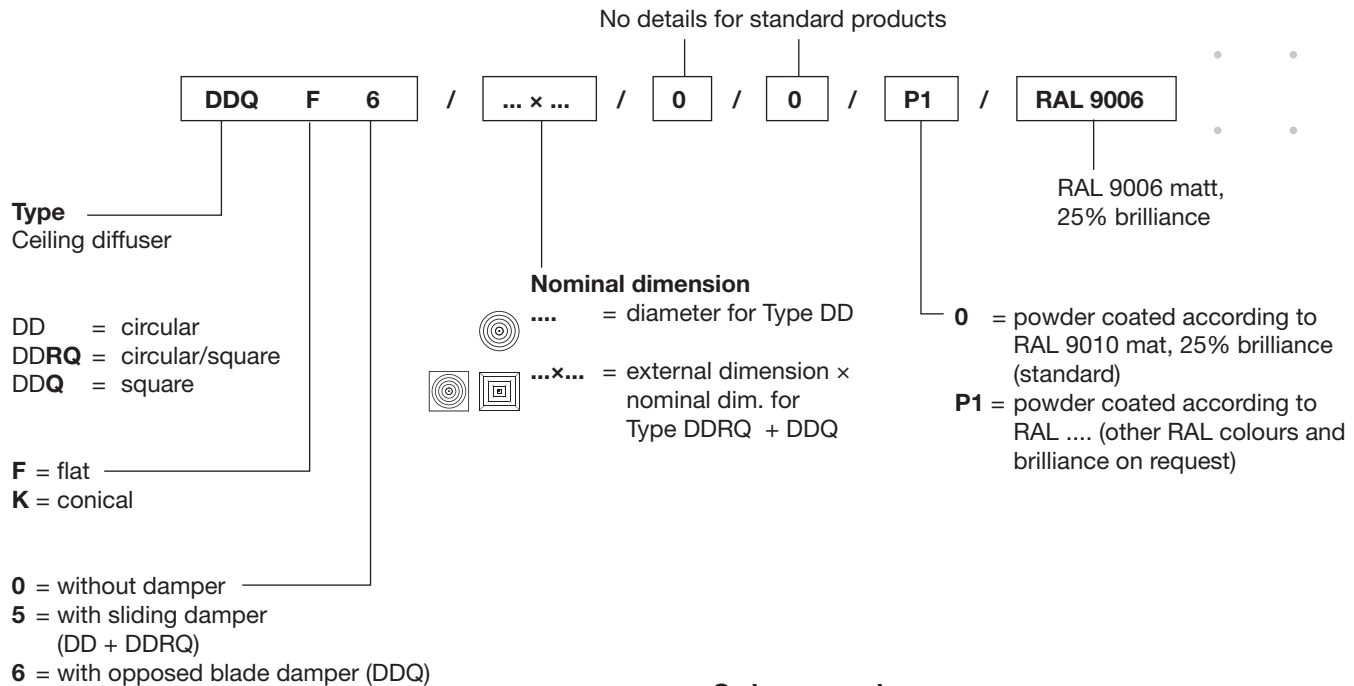 No details for standard products
DDQ F 6 / ... × ... / 0 / 0 / P1 / RAL 9006
RAL 9006 matt,
25% brilliance
Type
Ceiling diffuser
DD = circular
DDRQ = circular/square
DDQ = square
F = flat
K = conical
0 = without damper
5 = with sliding damper
(DD + DDRQ)
6 = with opposed blade damper (DDQ)
Nominal dimension
.... = diameter for Type DD
...×... = external dimension ×
nominal dim. for
Type DDRQ + DDQ
0 = powder coated according to
RAL 9010 mat, 25% brilliance
(standard)
P1 = powder coated according to
RAL .... (other RAL colours and
brilliance on request)